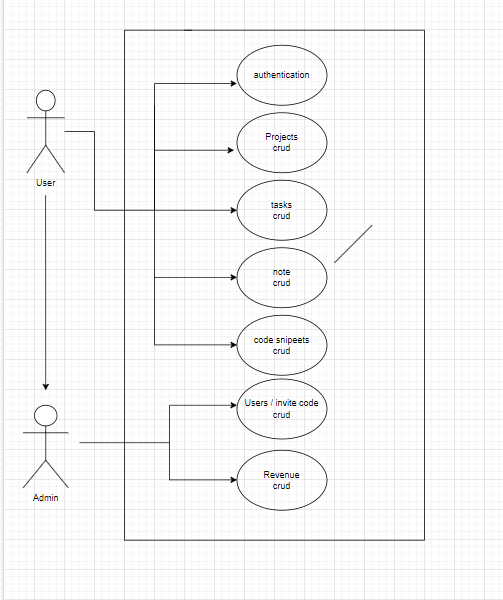 authentication
Projects
crud
User
tasks
crud
note
crud
code snipeets
crud
Users / invite code
crud
Admin
Revenue
crud